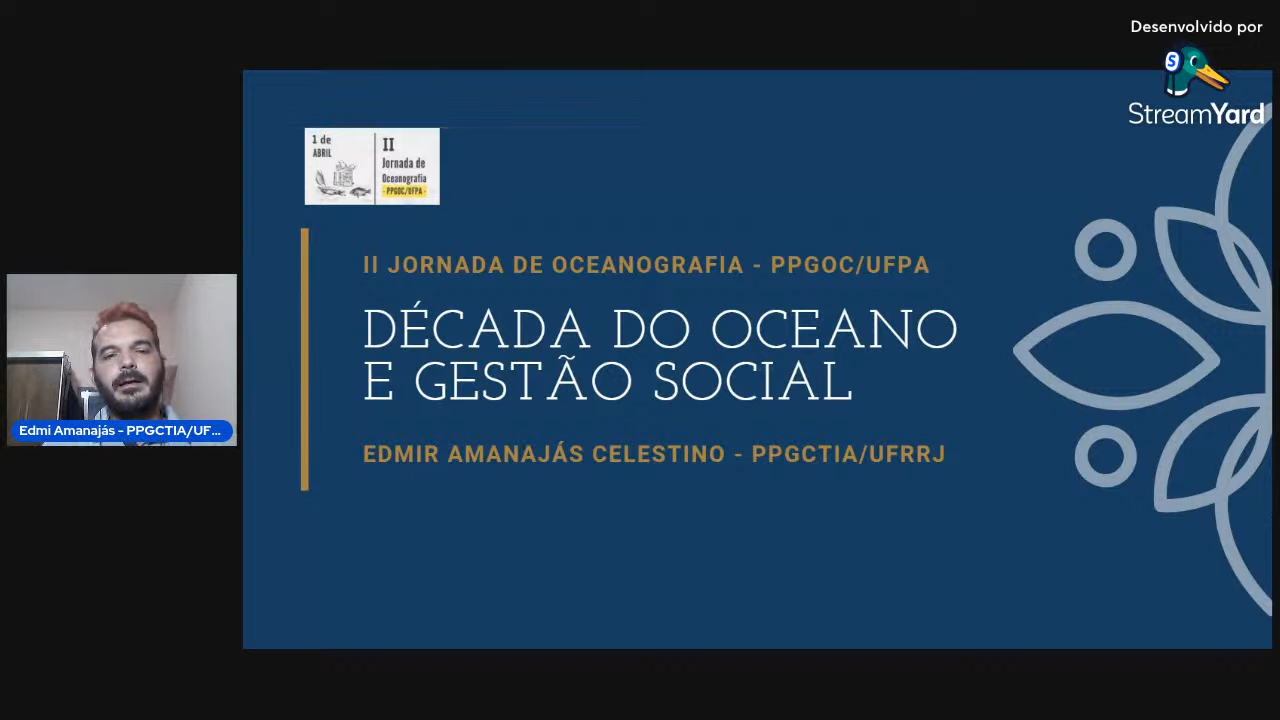 Desenvolvido por
S
StreamYard
1 de
ABRIL
II
Jornada de
Oceanografia
- PPGOC/UFPA -
II JORNADA DE OCEANOGRAFIA - PPGOC/UFPA
DÉCADA DO OCEANO
E GESTÃO SOCIAL
EDMIR AMANAJÁS CELESTINO - PPGCTIA/UFRRJ
Edmi Amanajás - PPGCTIA/UF...